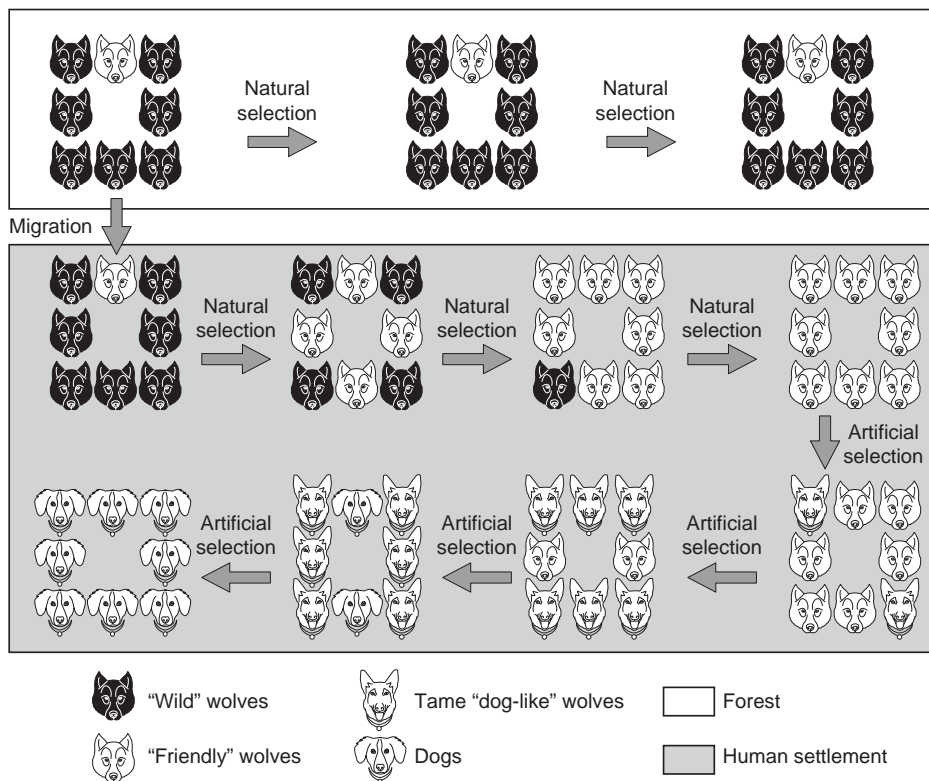 Natural
selection
Natural
selection
Migration
Natural
selection
Natural
selection
Natural
selection
Artificial
selection
Artificial
selection
Artificial
selection
Artificial
selection
“Wild” wolves
Tame “dog-like” wolves
Forest
“Friendly” wolves
Dogs
Human settlement